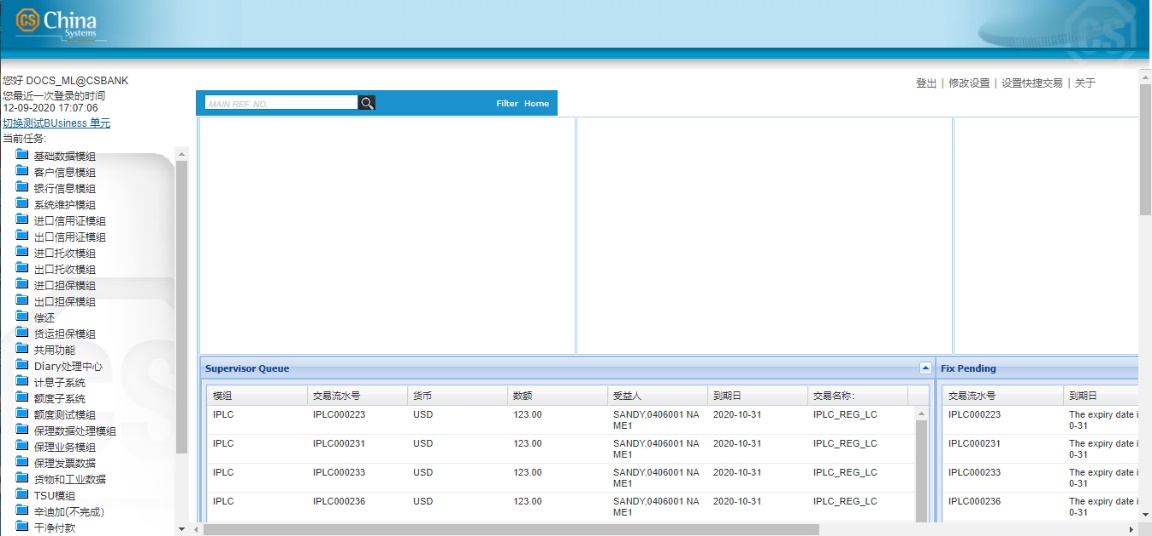 CS China
Systems
您好 DOCS_ML@CSBANK
您最近一次登录的时间
12-09-2020 17:07:06
切换测试BUsiness 单元
当前任务:
基础数据模组
客户信息模组
银行信息模组
系统维护模组
进口信用证模组
出口信用证模组
进口托收模组
出口托收模组
进口担保模组
出口担保模组
偿还
货运担保模组
共用功能
Diary处理中心
计息子系统
额度子系统
额度测试模组
保理数据处理模组
保理业务模组
保理发票数据
货物和工业数据
TSU模组
辛迪加(不完成)
干净付款
登出 | 修改设置 | 设置快捷交易 | 关于
MAIN REF. NO. Filter Home
Supervisor Queue
模组 交易流水号 货币 数额 受益人 到期日 交易名称:
IPLC IPLC000223 USD 123.00 SANDY,0406001 NA 2020-10-31 IPLC_REG_LC
ME1
IPLC IPLC000231 USD 123.00 SANDY,0406001 NA 2020-10-31 IPLC_REG_LC
ME1
IPLC IPLC000233 USD 123.00 SANDY,0406001 NA 2020-10-31 IPLC_REG_LC
ME1
IPLC IPLC000236 USD 123.00 SANDY,0406001 NA 2020-10-31 IPLC_REG_LC
ME1
Fix Pending
交易流水号 到期日
IPLC000223 The expiry date i
0-31
IPLC000231 The expiry date i
0-31
IPLC000233 The expiry date i
0-31
IPLC000236 The expiry date i
0-31